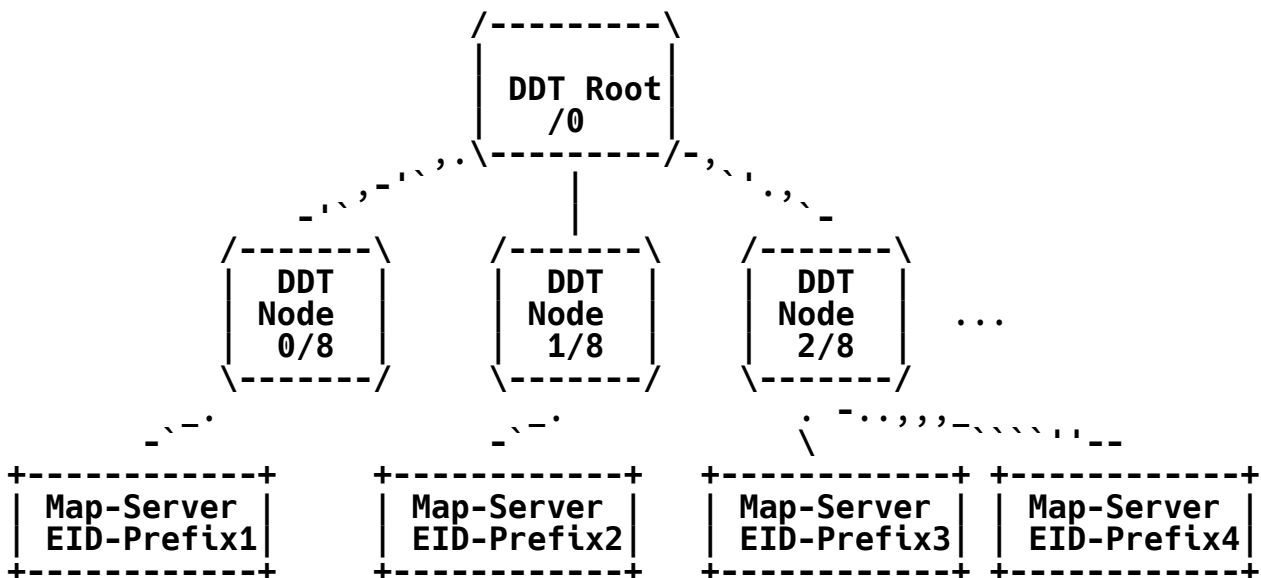 DDT Root
/0
DDT DDT DDT
Node Node Node ...
0/8 1/8 2/8
Map-Server Map-Server Map-Server Map-Server
EID-Prefix1 EID-Prefix2 EID-Prefix3 EID-Prefix4